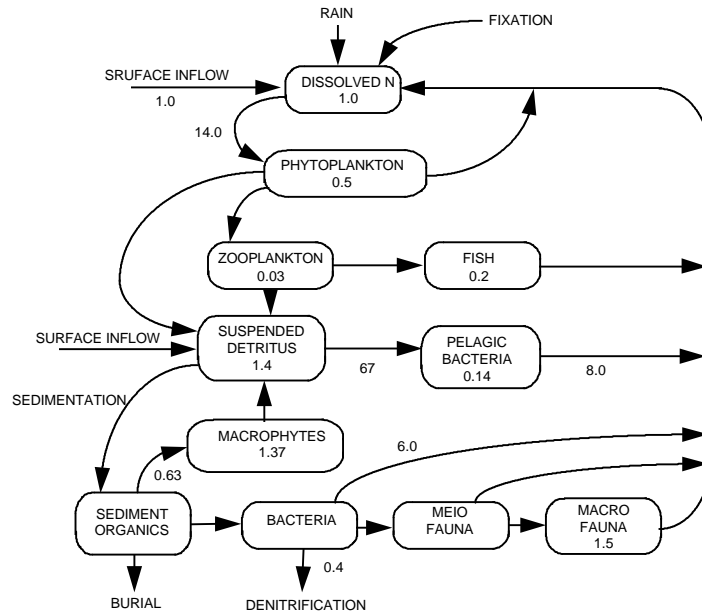 RAIN
FIXATION
SRUFACE INFLOW
1.0
DISSOLVED N
1.0
14.0
PHYTOPLANKTON
0.5
ZOOPLANKTON
0.03
FISH
0.2
SURFACE INFLOW
SUSPENDED
DETRITUS
1.4
67
PELAGIC
BACTERIA
0.14
8.0
SEDIMENTATION
MACROPHYTES
1.37
0.63
6.0
SEDIMENT
ORGANICS
BACTERIA
MEIO
FAUNA
MACRO
FAUNA
1.5
0.4
BURIAL
DENITRIFICATION